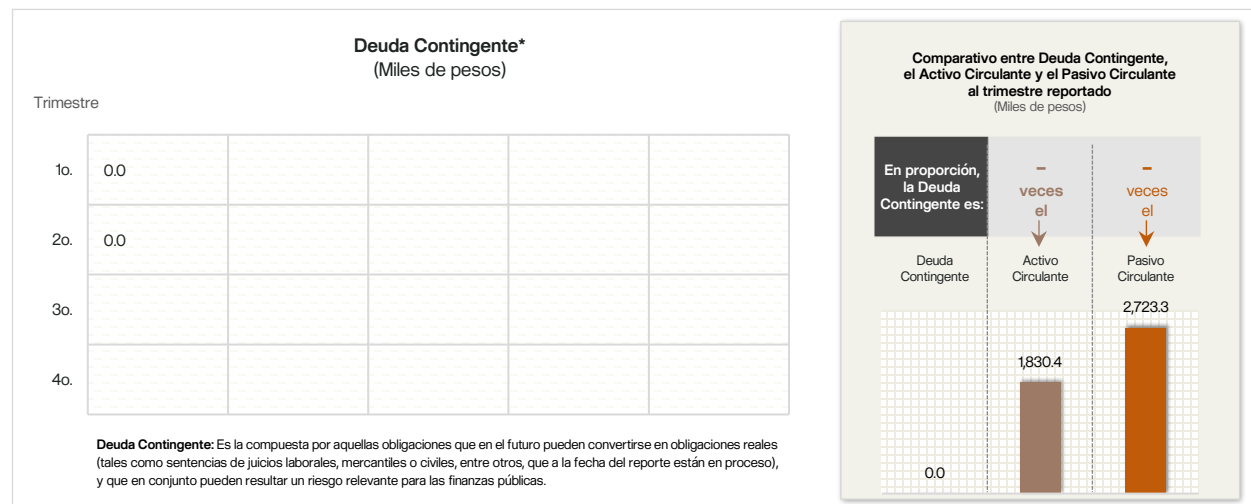 Deuda Contingente*
(Miles de pesos)
Trimestre
1o.
0.0
2o.
0.0
3o.
4o.
Deuda Contingente: Es la compuesta por aquellas obligaciones que en el futuro pueden convertirse en obligaciones reales
(tales como sentencias de juicios laborales, mercantiles o civiles, entre otros, que a la fecha del reporte están en proceso),
y que en conjunto pueden resultar un riesgo relevante para las finanzas públicas.
Comparativo entre Deuda Contingente,
el Activo Circulante y el Pasivo Circulante
al trimestre reportado
(Miles de pesos)
En proporción,
la Deuda
Contingente es:
–
veces
el
–
veces
el
Deuda
Contingente
Activo
Circulante
Pasivo
Circulante
2,723.3
1,830.4
0.0